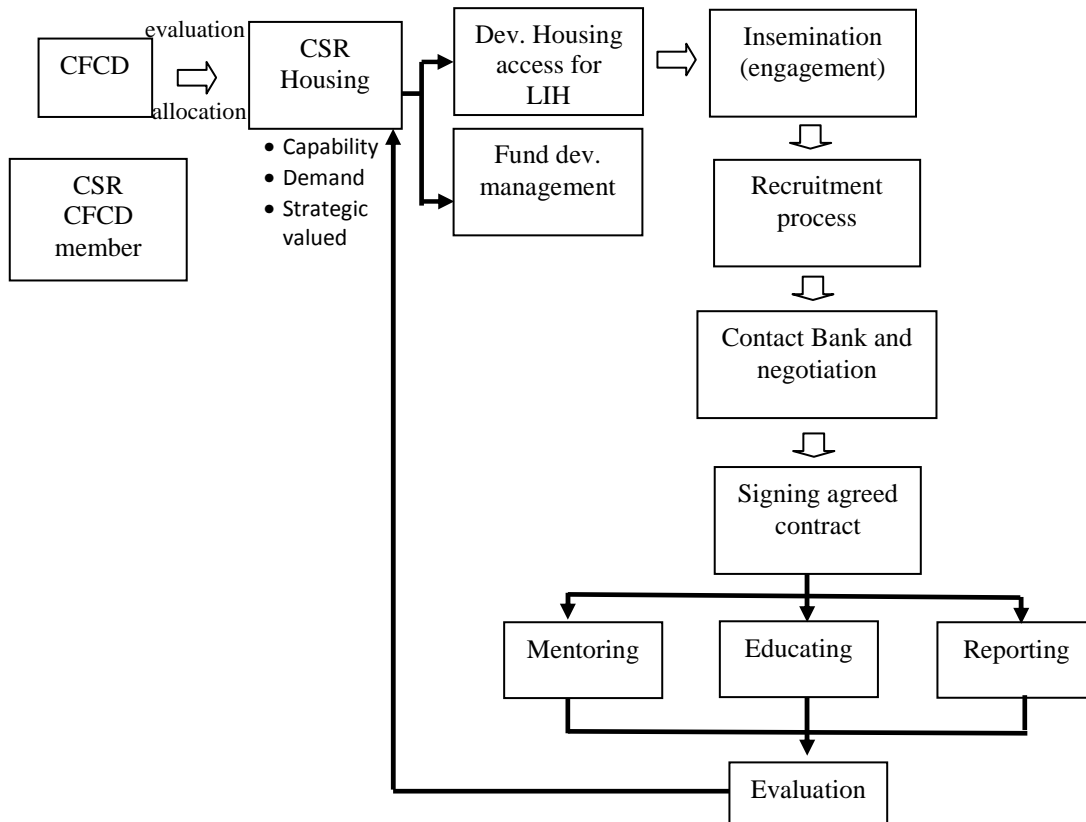 CFCD
evaluation
allocation
CSR
CFCD
member
CSR
Housing
• Capability
• Demand
• Strategic
valued
Dev. Housing
access for
LIH
Fund dev.
management
Insemination
(engagement)
Recruitment
process
Contact Bank and
negotiation
Signing agreed
contract
Mentoring
Educating
Reporting
Evaluation